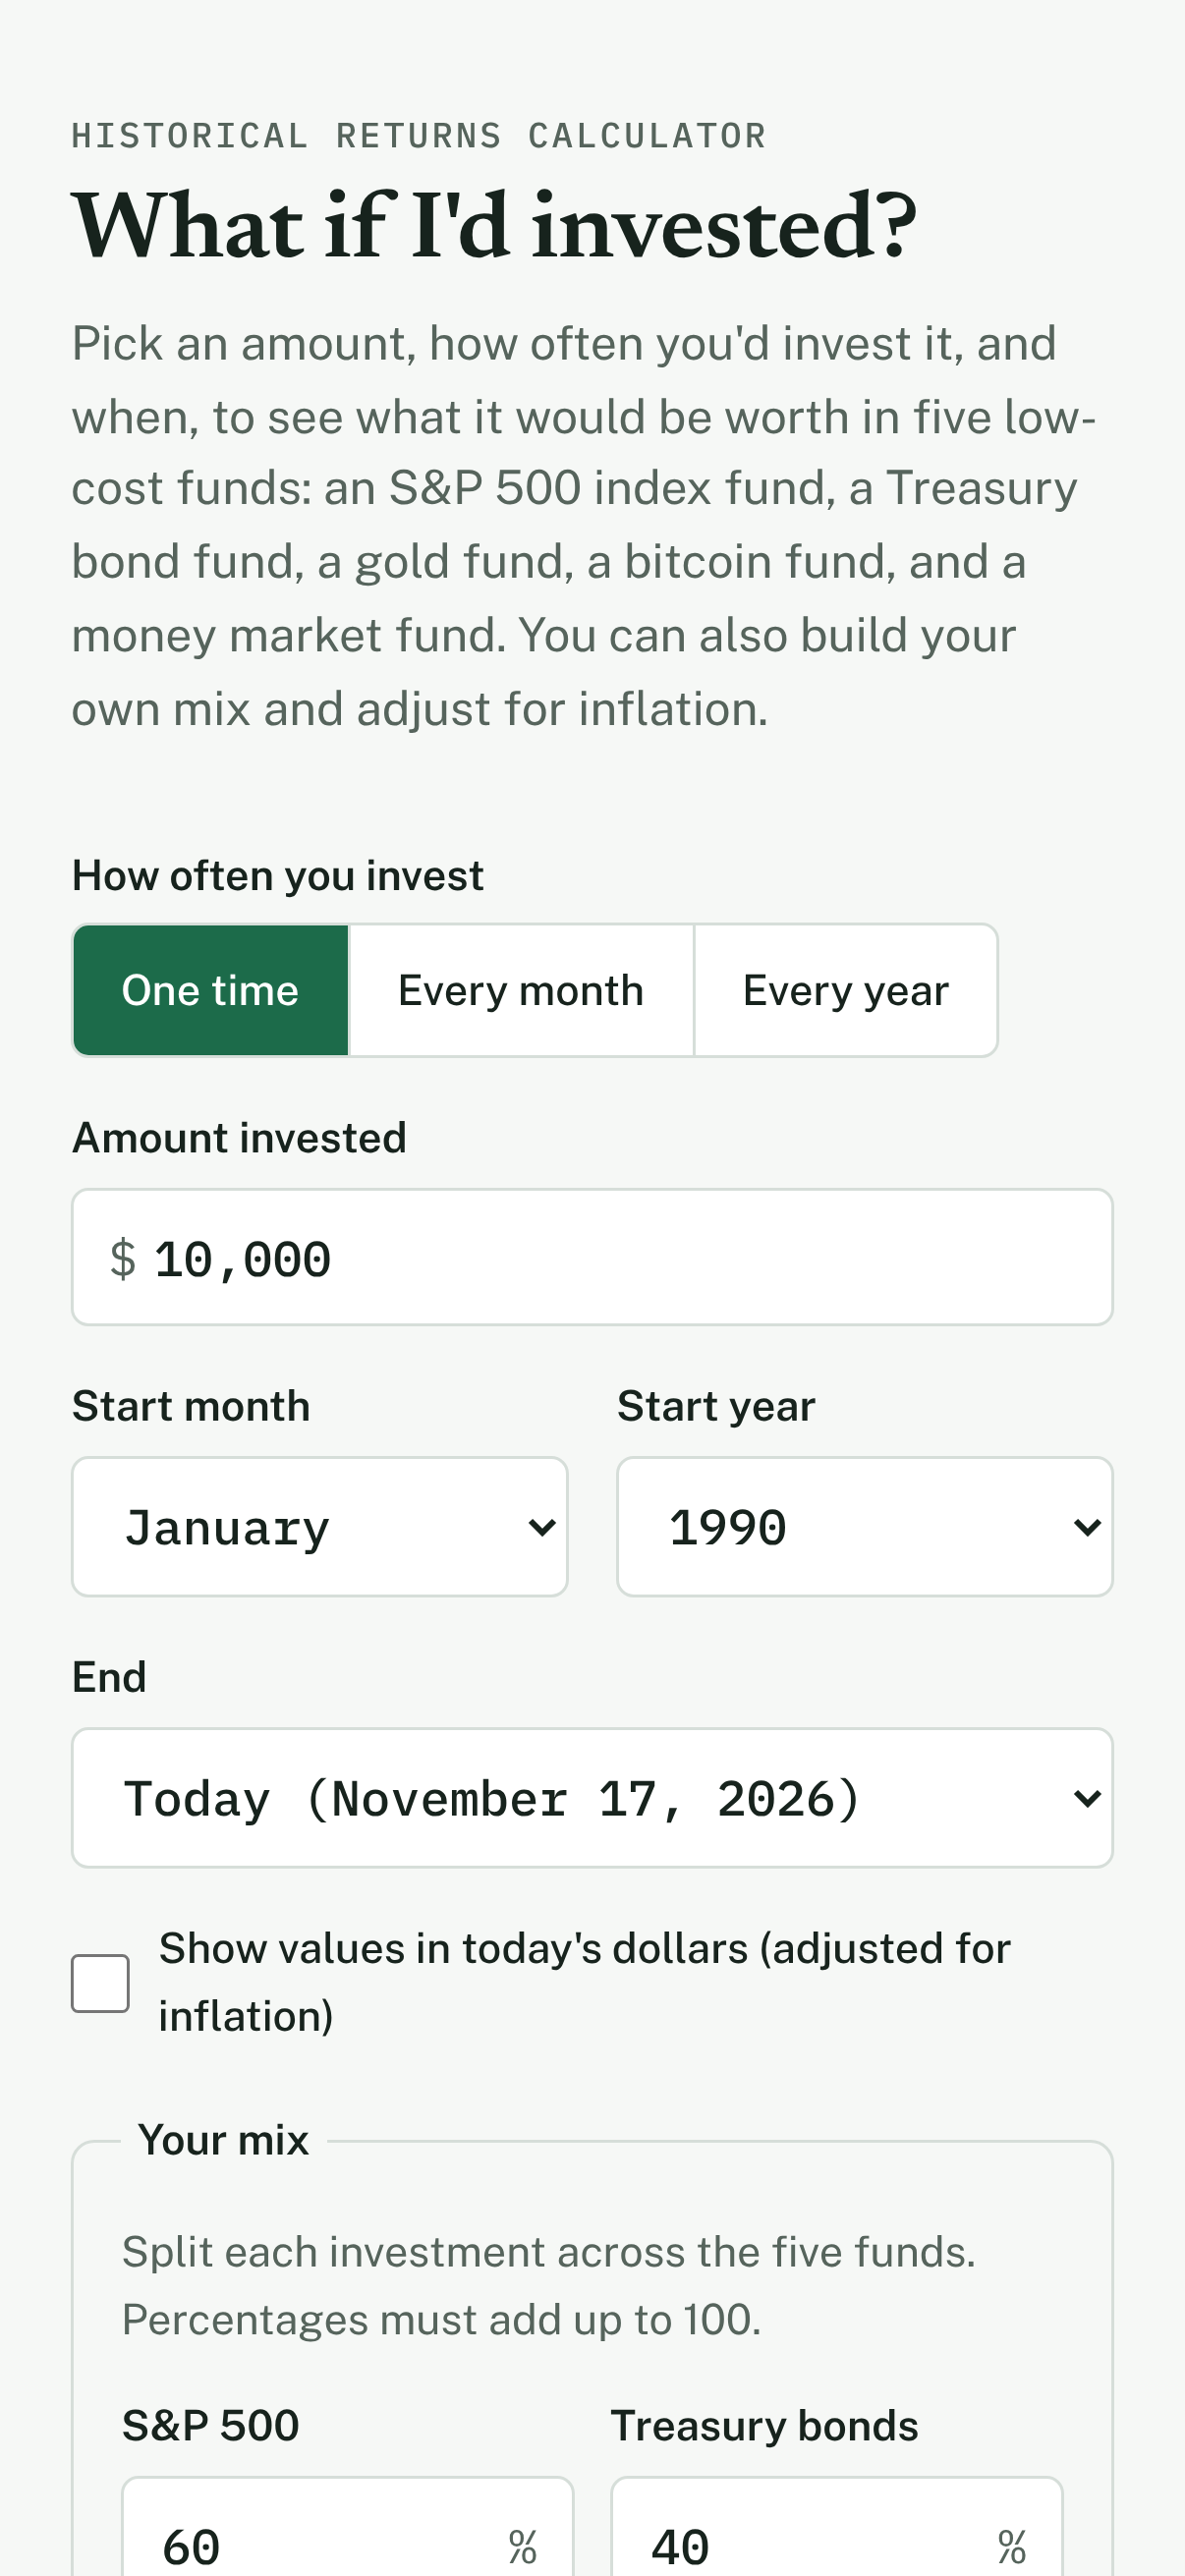 HISTORICAL RETURNS CALCULATOR
What if I'd invested?
Pick an amount, how often you'd invest it, and
when, to see what it would be worth in five low-
cost funds: an S&P 500 index fund, a Treasury
bond fund, a gold fund, a bitcoin fund, and a
money market fund. You can also build your
own mix and adjust for inflation.
How often you invest
One time Every month Every year
Amount invested
$ 10,000
Start month Start year
January 1990
End
Today (November 17, 2026)
Show values in today's dollars (adjusted for
inflation)
Your mix
Split each investment across the five funds.
Percentages must add up to 100.
S&P 500 Treasury bonds
60 % 40 %